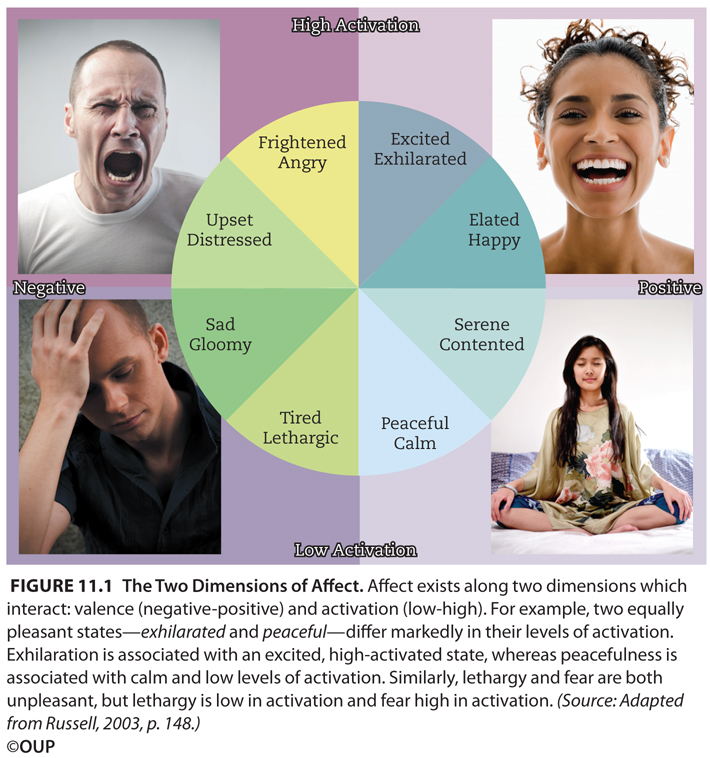 High Activation
Frightened
Angry
Excited
Exhilarated
Upset
Distressed
Elated
Happy
Negative
Positive
Sad
Gloomy
Serene
Contented
Tired
Lethargic
Peaceful
Calm
Low Activation
FIGURE 11.1 The Two Dimensions of Affect. Affect exists along two dimensions which
interact: valence (negative-positive) and activation (low-high). For example, two equally
pleasant states—exhilarated and peaceful—differ markedly in their levels of activation.
Exhilaration is associated with an excited, high-activated state, whereas peacefulness is
associated with calm and low levels of activation. Similarly, lethargy and fear are both
unpleasant, but lethargy is low in activation and fear high in activation. (Source: Adapted
from Russell, 2003, p. 148.)
©OUP